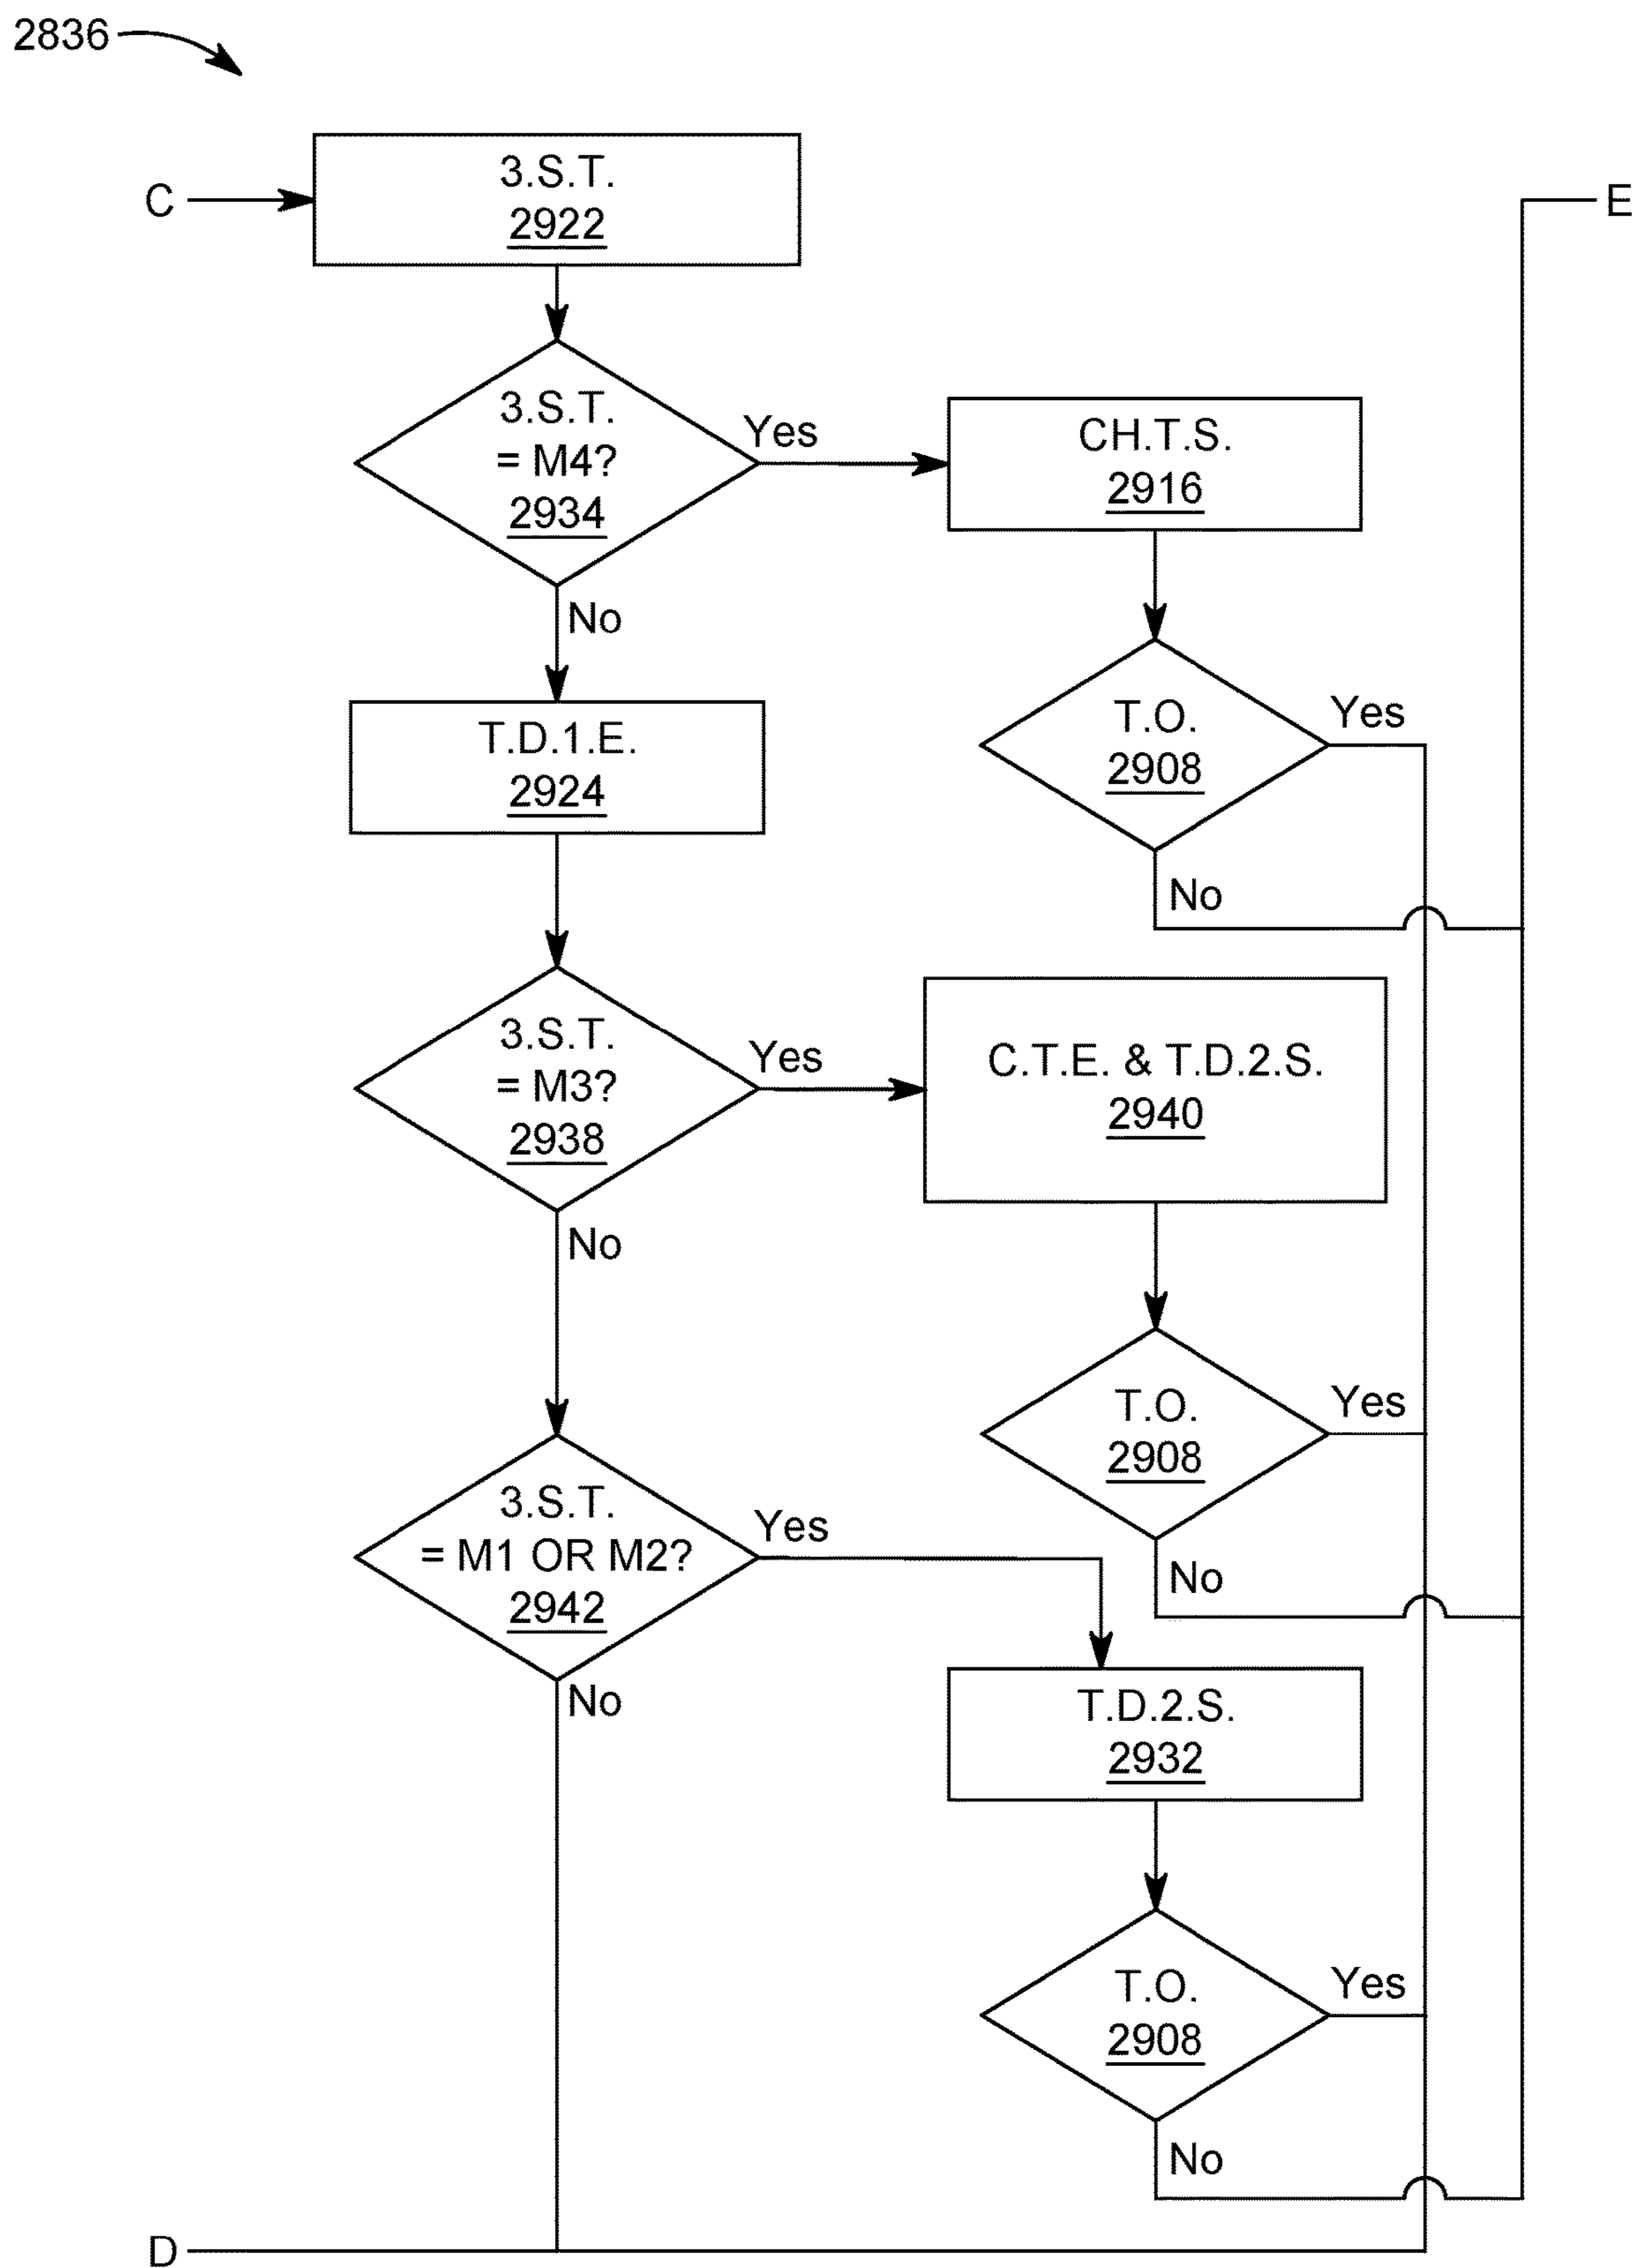 2836
C
3.S.T.
2922
E
3.S.T.
= M4?
2934
Yes
No
CH.T.S.
2916
T.O.
2908
Yes
No
T.D.1.E.
2924
3.S.T.
= M3?
2938
Yes
No
C.T.E. & T.D.2.S.
2940
T.O.
2908
Yes
No
3.S.T.
= M1 OR M2?
2942
Yes
No
T.D.2.S.
2932
T.O.
2908
Yes
No
D